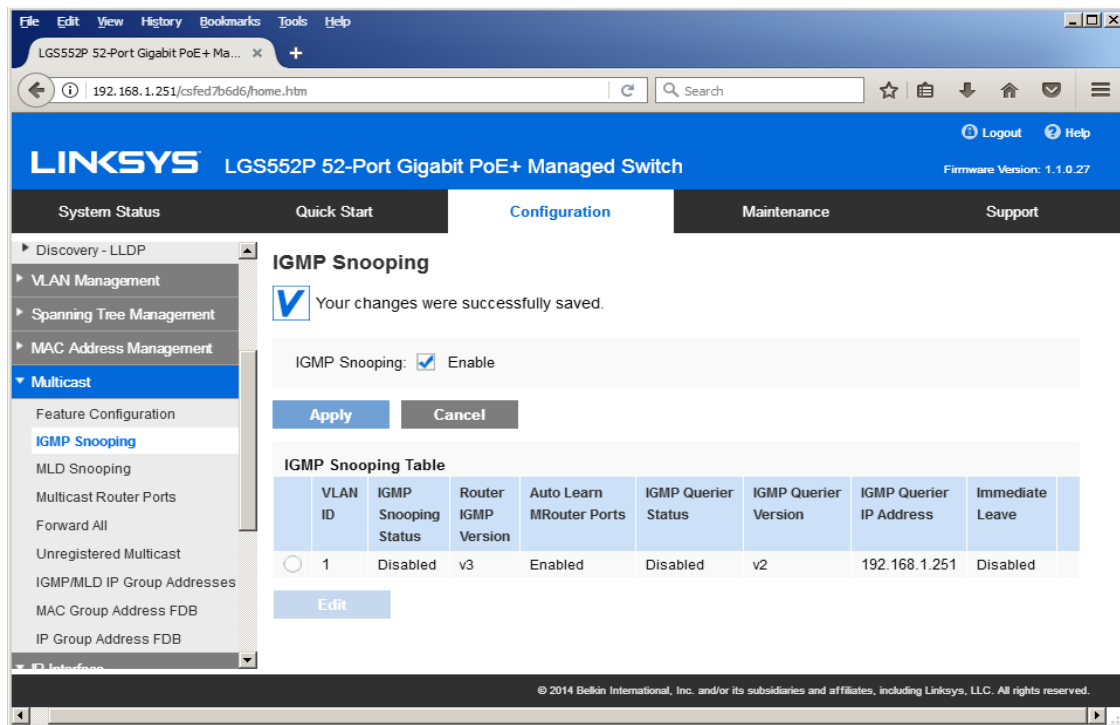 File Edit View History Bookmarks Tools Help
LGS552P 52-Port Gigabit PoE+ Ma...
192.168.1.251/csfed7b6d6/home.htm
Search
Logout Help
LINKSYS LGS552P 52-Port Gigabit PoE+ Managed Switch
Firmware Version: 1.1.0.27
System Status Quick Start Configuration Maintenance Support
Discovery - LLDP
VLAN Management
Spanning Tree Management
MAC Address Management
Multicast
Feature Configuration
IGMP Snooping
MLD Snooping
Multicast Router Ports
Forward All
Unregistered Multicast
IGMP/MLD IP Group Addresses
MAC Group Address FDB
IP Group Address FDB
IP Interface
IGMP Snooping
Your changes were successfully saved.
IGMP Snooping: Enable
Apply Cancel
IGMP Snooping Table
VLAN IGMP Router Auto Learn IGMP Querier IGMP Querier IGMP Querier Immediate
ID Snooping IGMP MRouter Ports Status Version IP Address Leave
Status Version
1 Disabled v3 Enabled Disabled v2 192.168.1.251 Disabled
Edit
© 2014 Belkin International, Inc. and/or its subsidiaries and affiliates, including Linksys, LLC. All rights reserved.